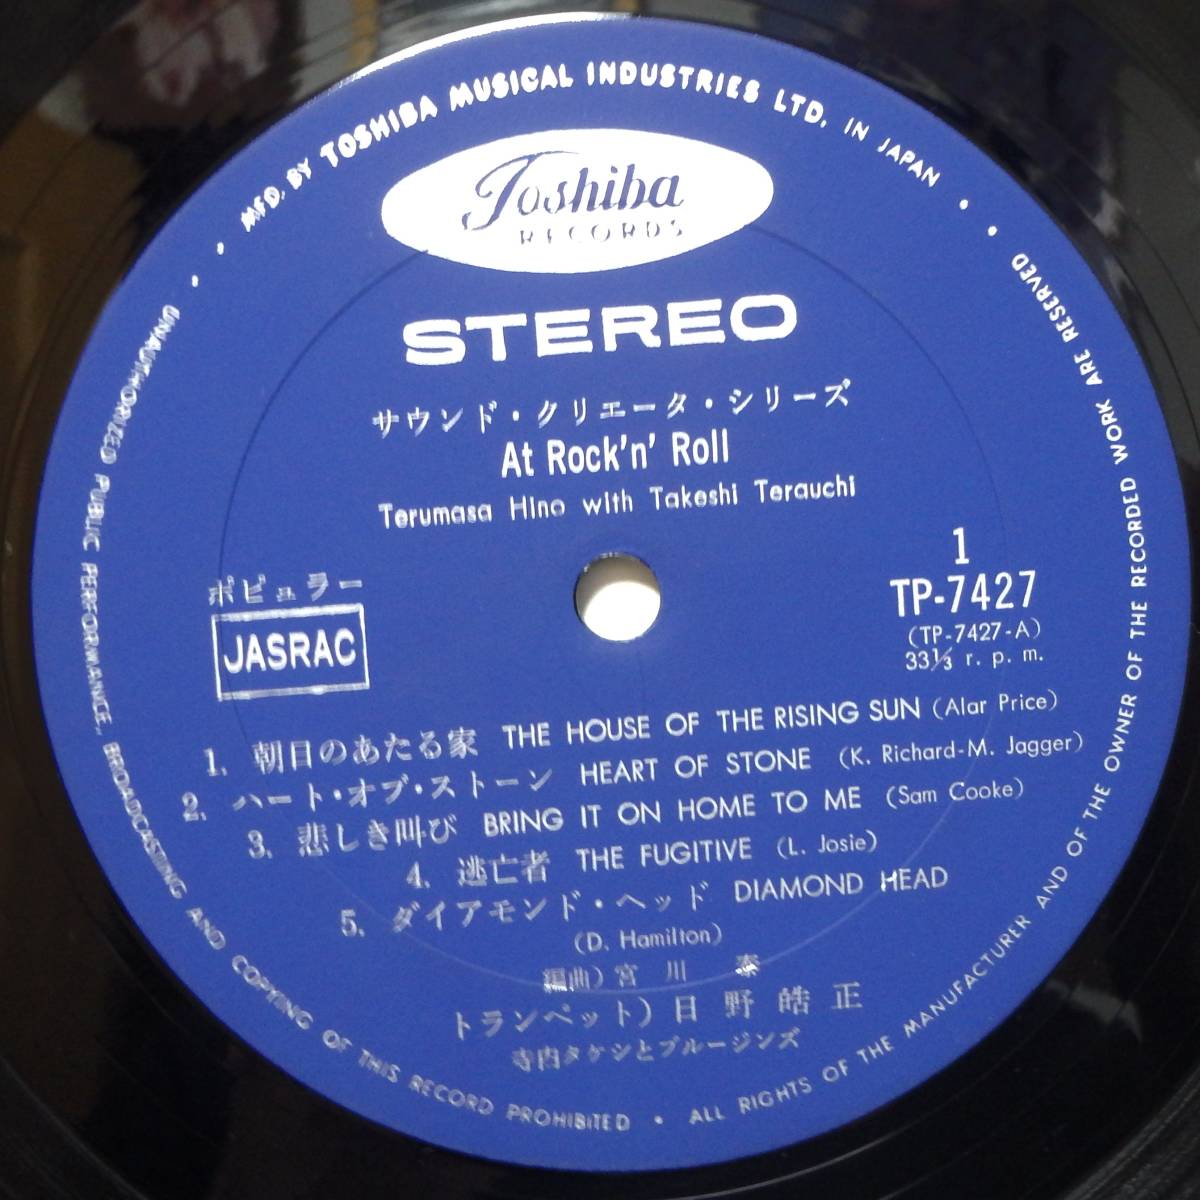 MFD. BY TOSHIBA MUSICAL INDUSTRIES LTD. IN JAPAN
Toshiba
RECORDS
STEREO
サウンド・クリエータ・シリーズ
At Rock'n' Roll
Terumasa Hino with Takeshi Terauchi
1
TP-7427
(TP-7427-A)
33⅓ r. p. m.
ポピュラー
JASRAC
1. 朝日のあたる家 THE HOUSE OF THE RISING SUN (Alar Price)
2. ハート・オブ・ストーン HEART OF STONE (K. Richard-M. Jagger)
3. 悲しき叫び BRING IT ON HOME TO ME (Sam Cooke)
4. 逃亡者 THE FUGITIVE (L. Josie)
5. ダイアモンド・ヘッド DIAMOND HEAD
(D. Hamilton)
編曲) 宮川 泰
トランペット) 日野皓正
寺内タケシとブルージンズ
UNAUTHORIZED PUBLIC PERFORMANCE, BROADCASTING AND COPYING OF THIS RECORD PROHIBITED • ALL RIGHTS OF THE MANUFACTURER AND OF THE OWNER OF THE RECORDED WORK ARE RESERVED